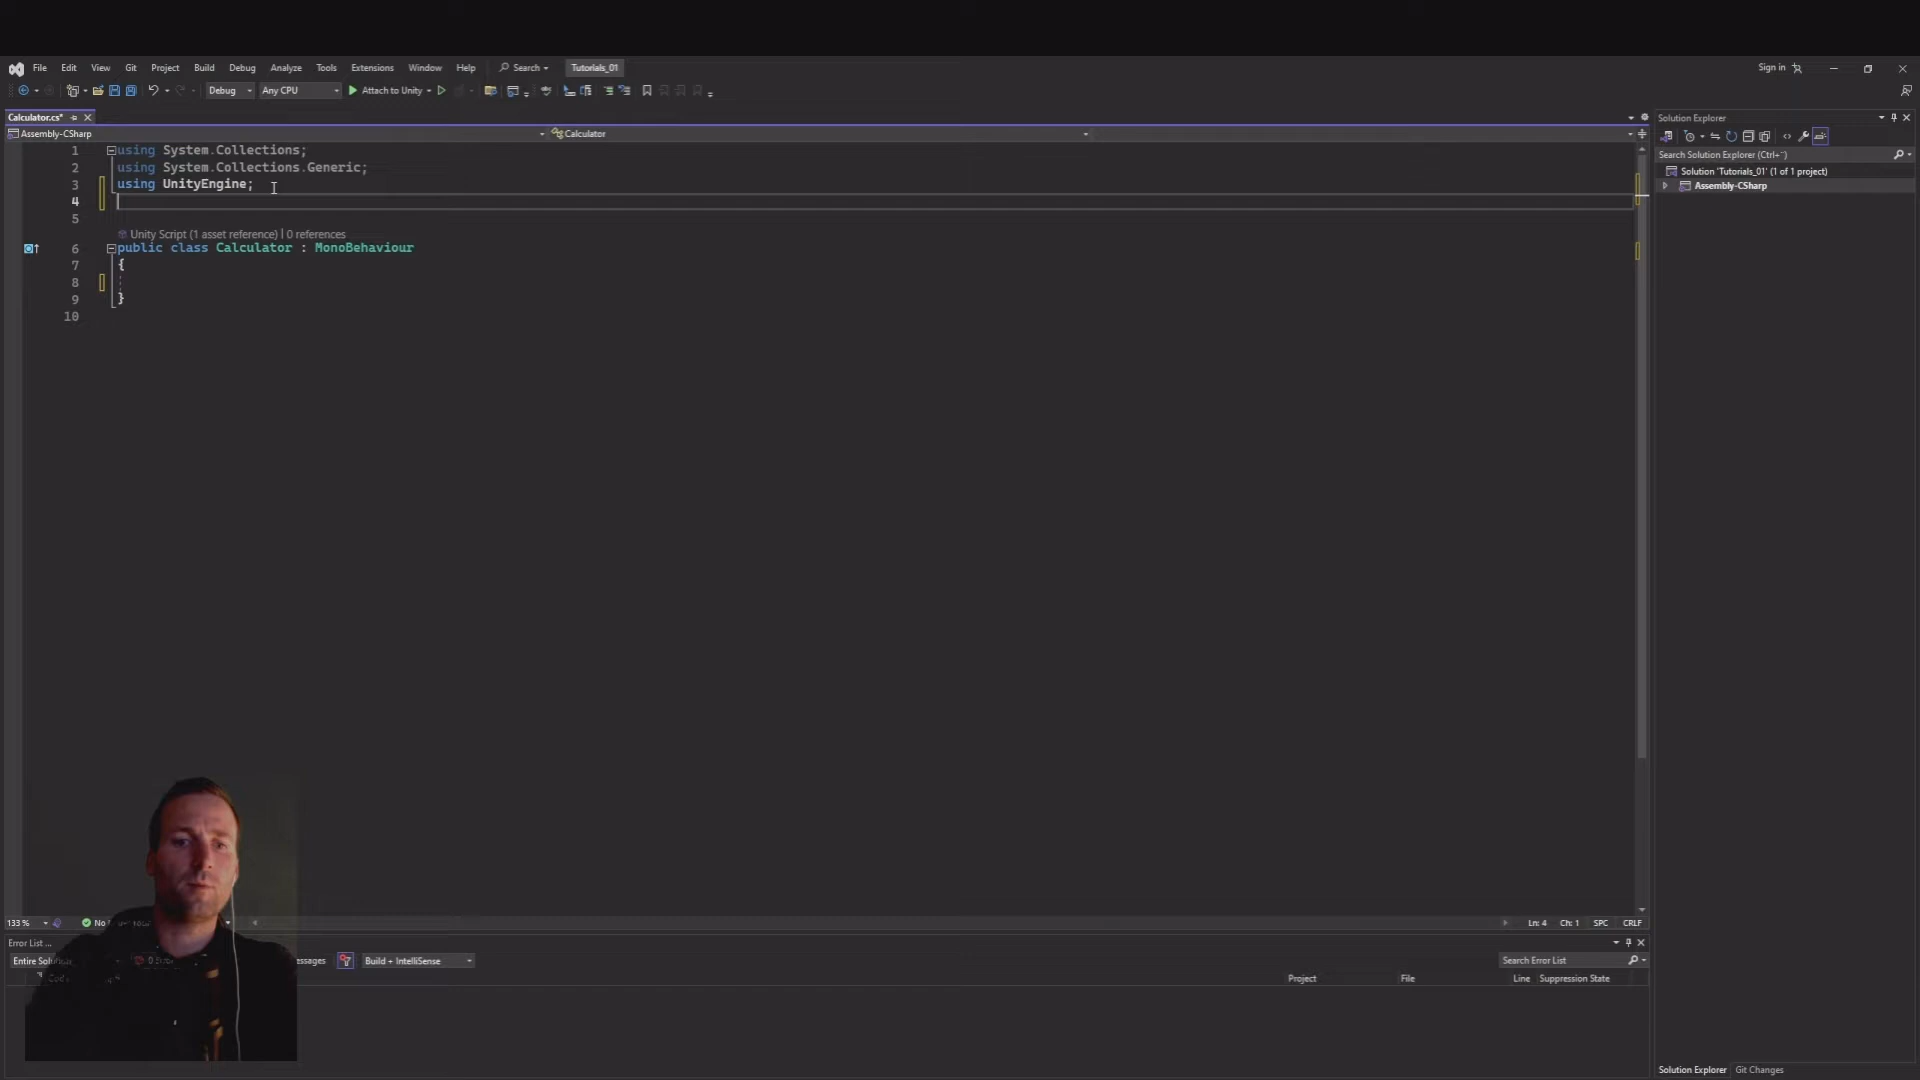 File Edit View Git Project Build Debug Analyze Tools Extensions Window Help Search Tutorials_01 Sign in
Debug Any CPU Attach to Unity
Calculator.cs*
Assembly-CSharp Calculator
1 using System.Collections;
2 using System.Collections.Generic;
3 using UnityEngine;
4
5
Unity Script (1 asset reference) | 0 references
6 public class Calculator : MonoBehaviour
7 {
8
9 }
10
Solution Explorer
Search Solution Explorer (Ctrl+¨)
Solution 'Tutorials_01' (1 of 1 project)
Assembly-CSharp
133 % No Ln: 4 Ch: 1 SPC CRLF
Error List ...
Entire Build + IntelliSense Search Error List
Project File Line Suppression State
Solution Explorer Git Changes